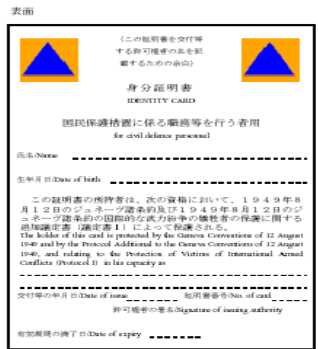 表面
(この証明書を交付等
する許可権者の名を記
載するための余白)
身分証明書
IDENTITY CARD
国民保護措置に係る職務等を行う者用
for civil defence personnel
氏名/Name
生年月日/Date of birth
この証明書の所持者は、次の資格において、１９４９年８
月１２日のジュネーヴ諸条約及び１９４９年８月１２日のジ
ュネーヴ諸条約の国際的な武力紛争の犠牲者の保護に関する
追加議定書（議定書Ⅰ）によって保護される。
The holder of this card is protected by the Geneva Conventions of 12 August
1949 and by the Protocol Additional to the Geneva Conventions of 12 August
1949, and relating to the Protection of Victims of International Armed
Conflicts (Protocol I) in his capacity as
交付等の年月日/Date of issue 証明書番号/No. of card
許可権者の署名/Signature of issuing authority
有効期間の満了日/Date of expiry